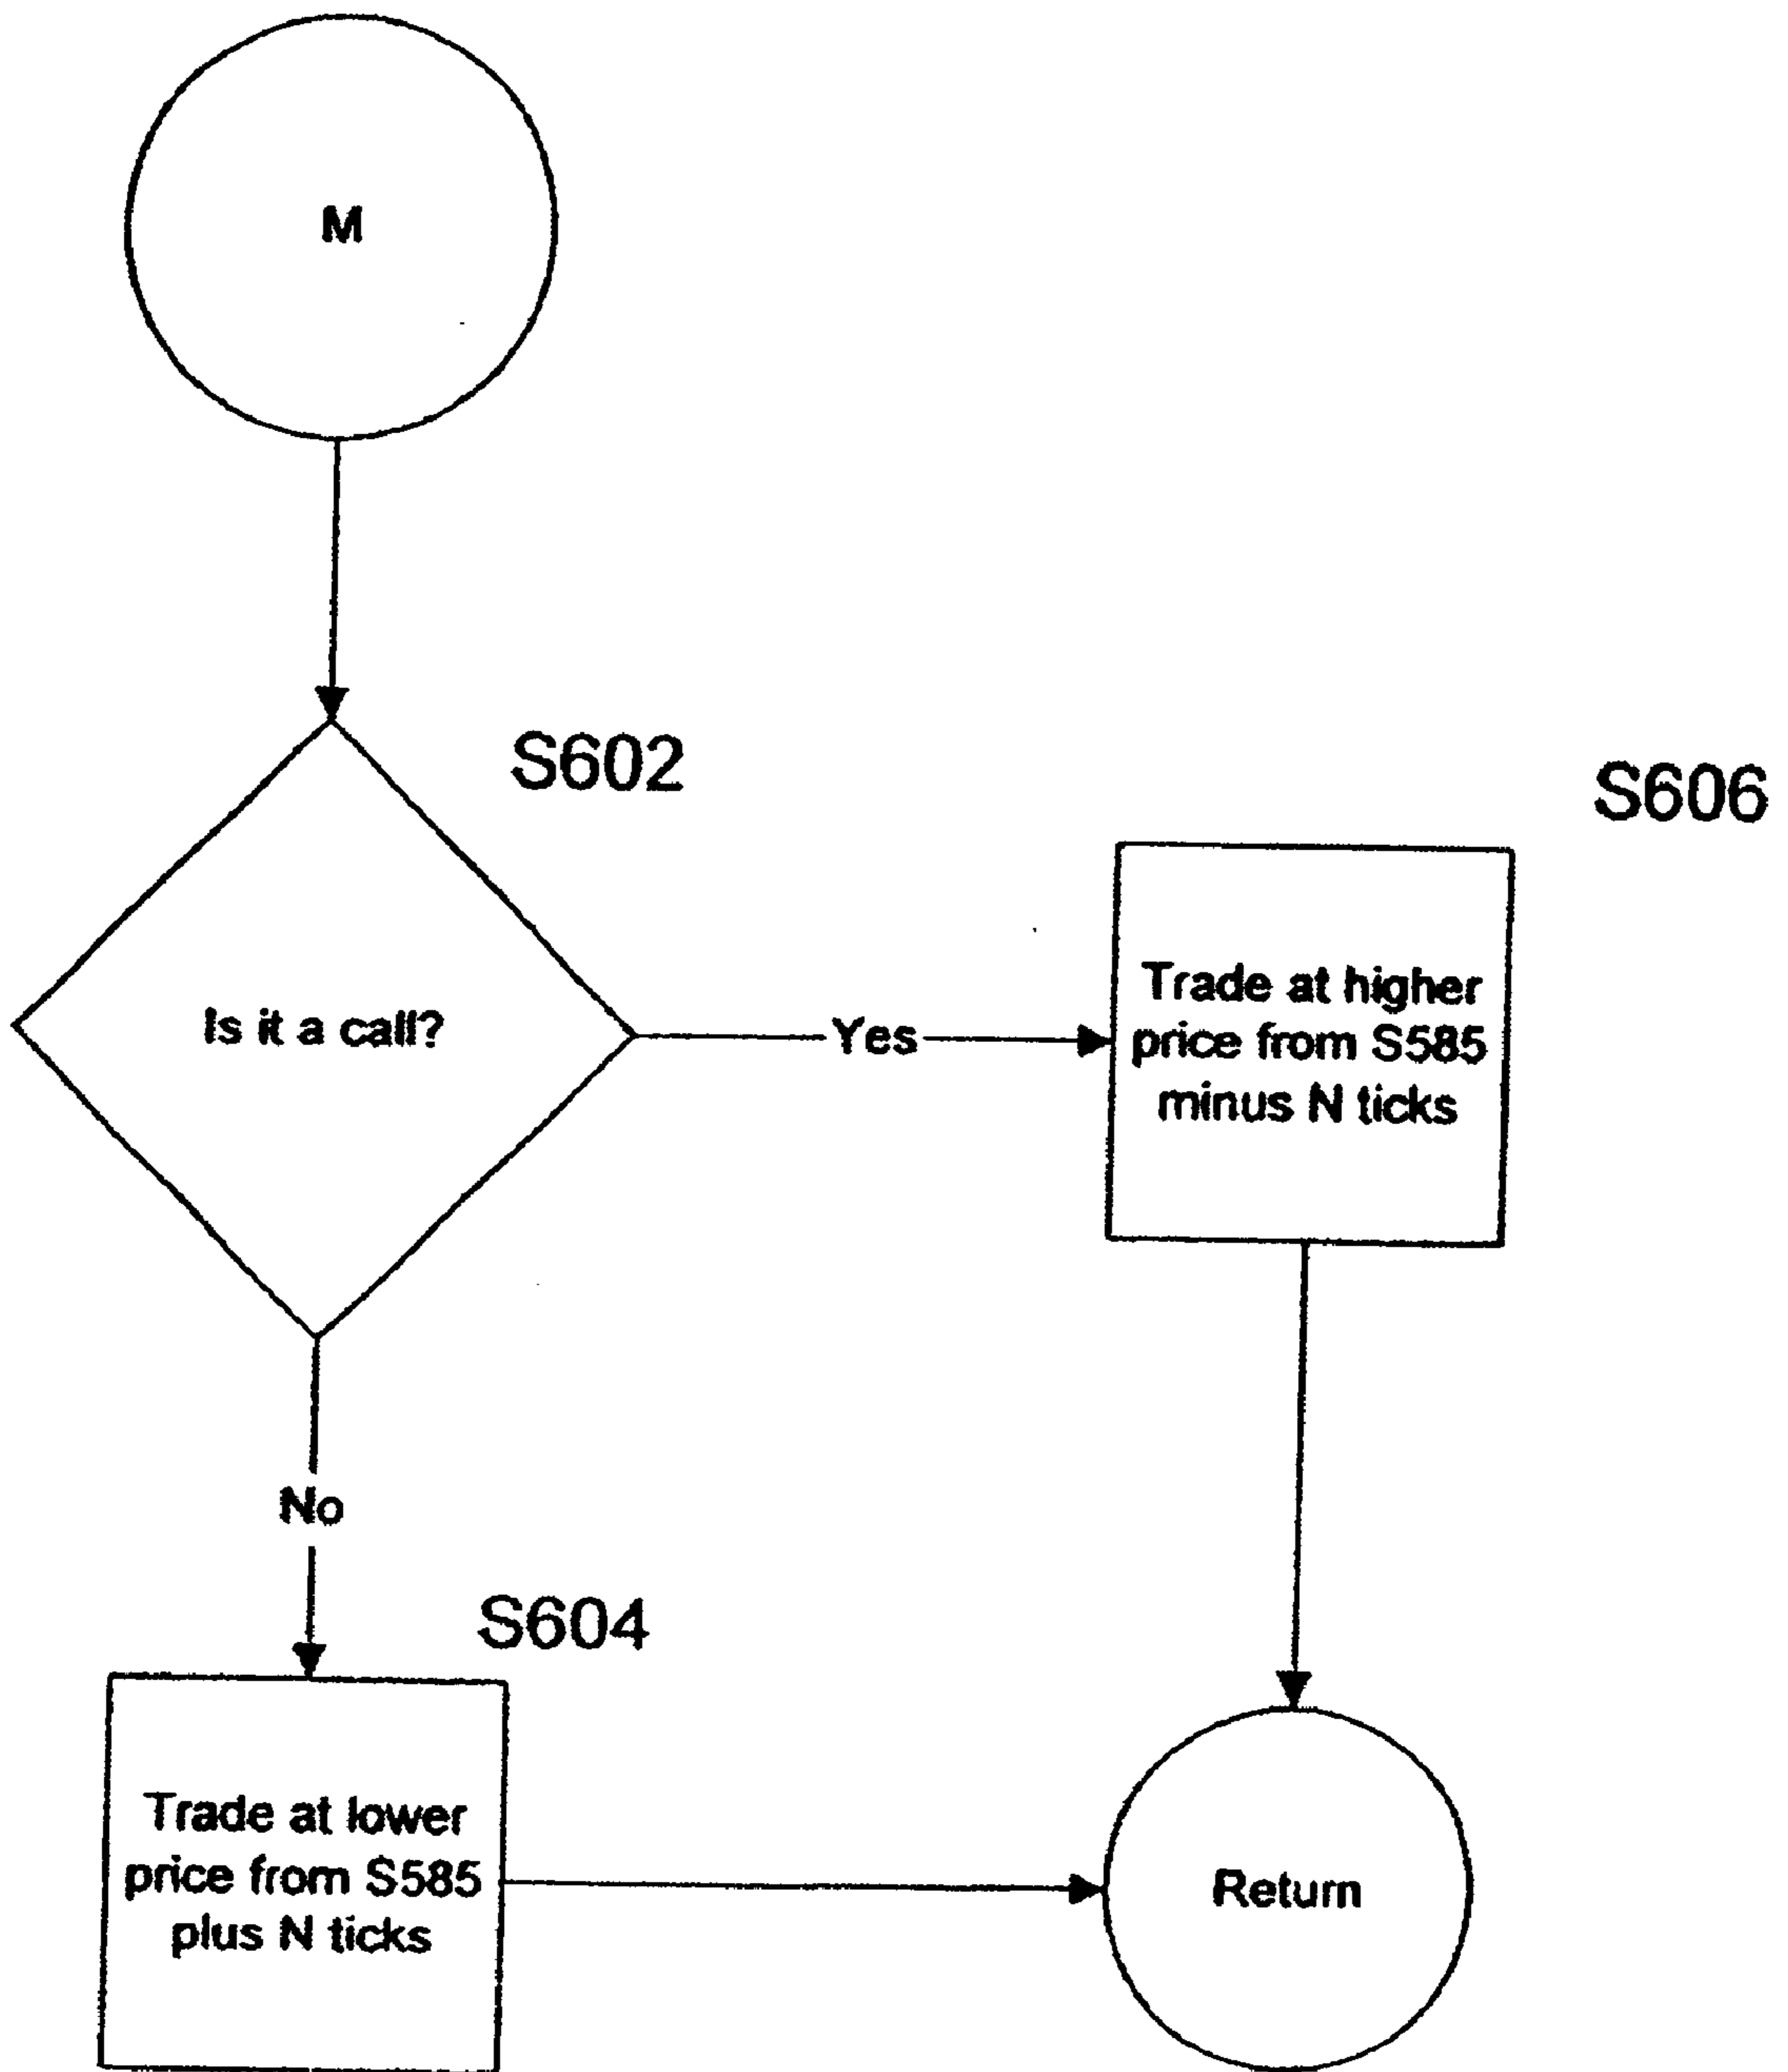 M
S602
S606
Is it a call?
Yes
Trade at higher
price from S585
minus N ticks
No
S604
Trade at lower
price from S585
plus N ticks
Return